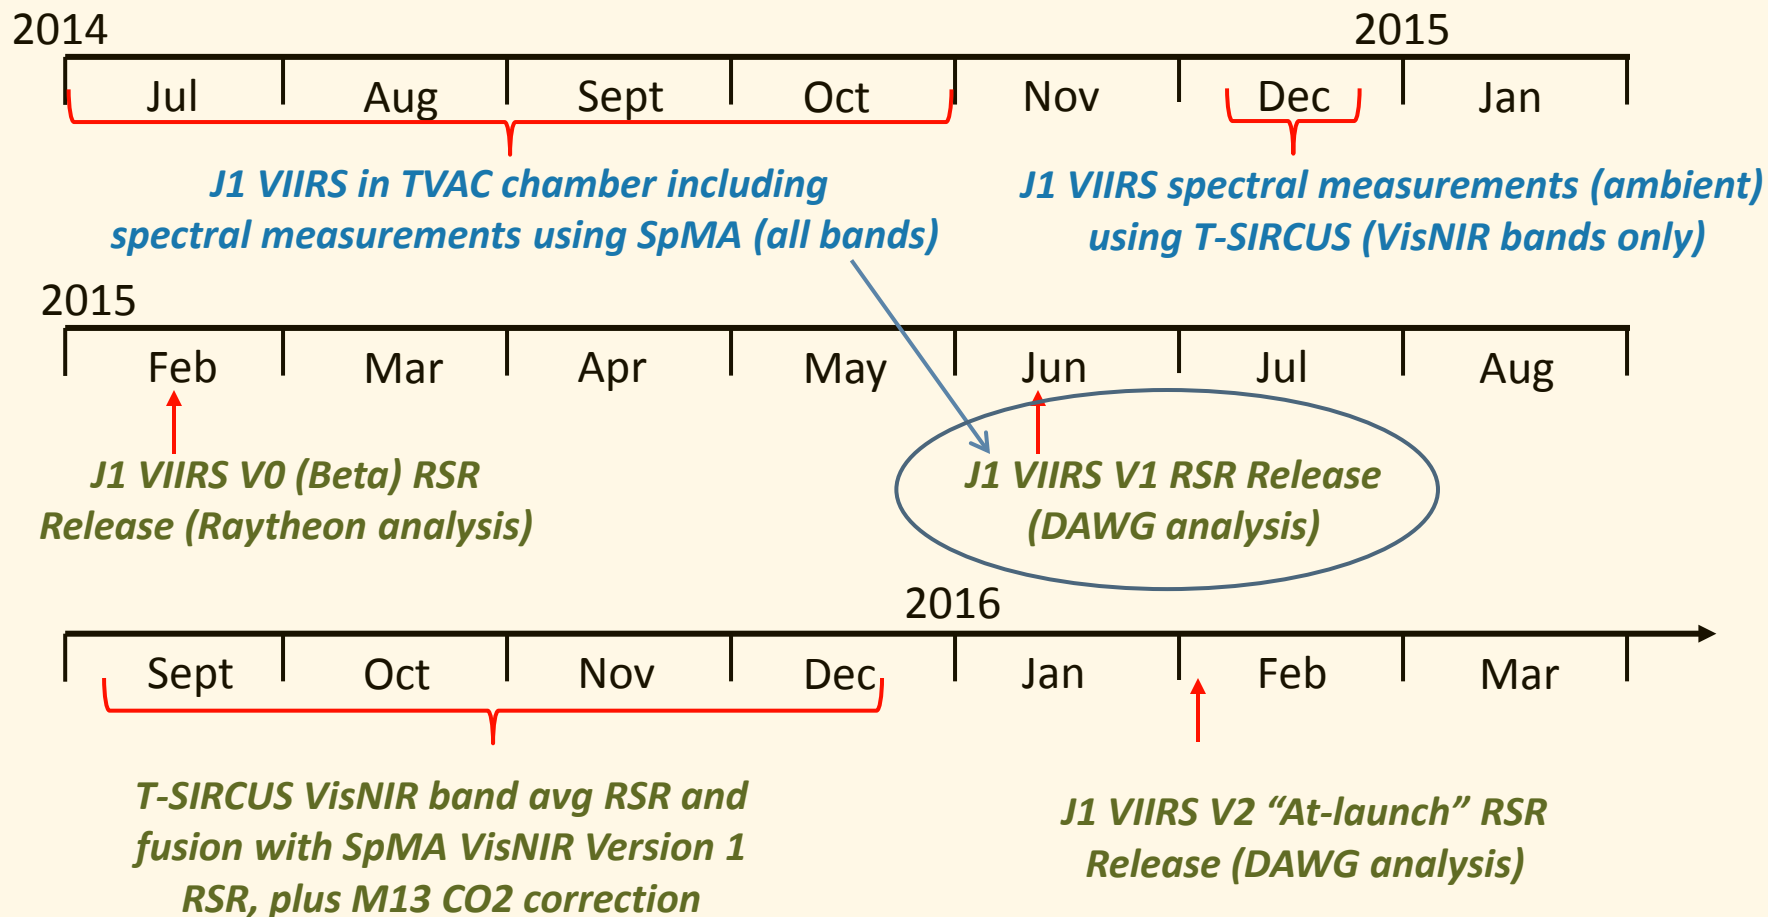 2014
2015
Jul
Aug
Sept
Oct
Nov
Dec
Jan
J1 VIIRS in TVAC chamber including
spectral measurements using SpMA (all bands)
J1 VIIRS spectral measurements (ambient)
using T-SIRCUS (VisNIR bands only)
2015
Feb
Mar
Apr
May
Jun
Jul
Aug
J1 VIIRS V0 (Beta) RSR
Release (Raytheon analysis)
J1 VIIRS V1 RSR Release
(DAWG analysis)
2016
Sept
Oct
Nov
Dec
Jan
Feb
Mar
T-SIRCUS VisNIR band avg RSR and
fusion with SpMA VisNIR Version 1
RSR, plus M13 CO2 correction
J1 VIIRS V2 “At-launch” RSR
Release (DAWG analysis)